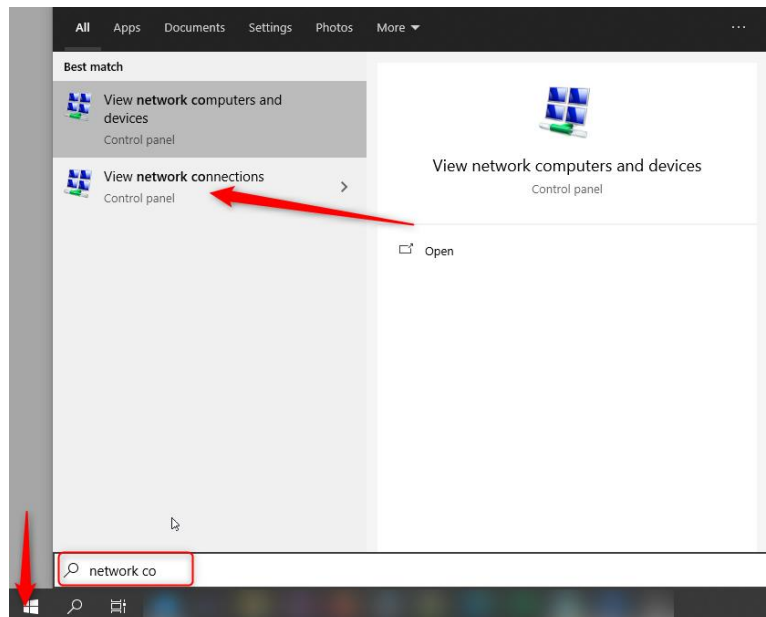 All Apps Documents Settings Photos More ...
Best match
View network computers and
devices
Control panel
View network connections
Control panel
View network computers and devices
Control panel
Open
network co